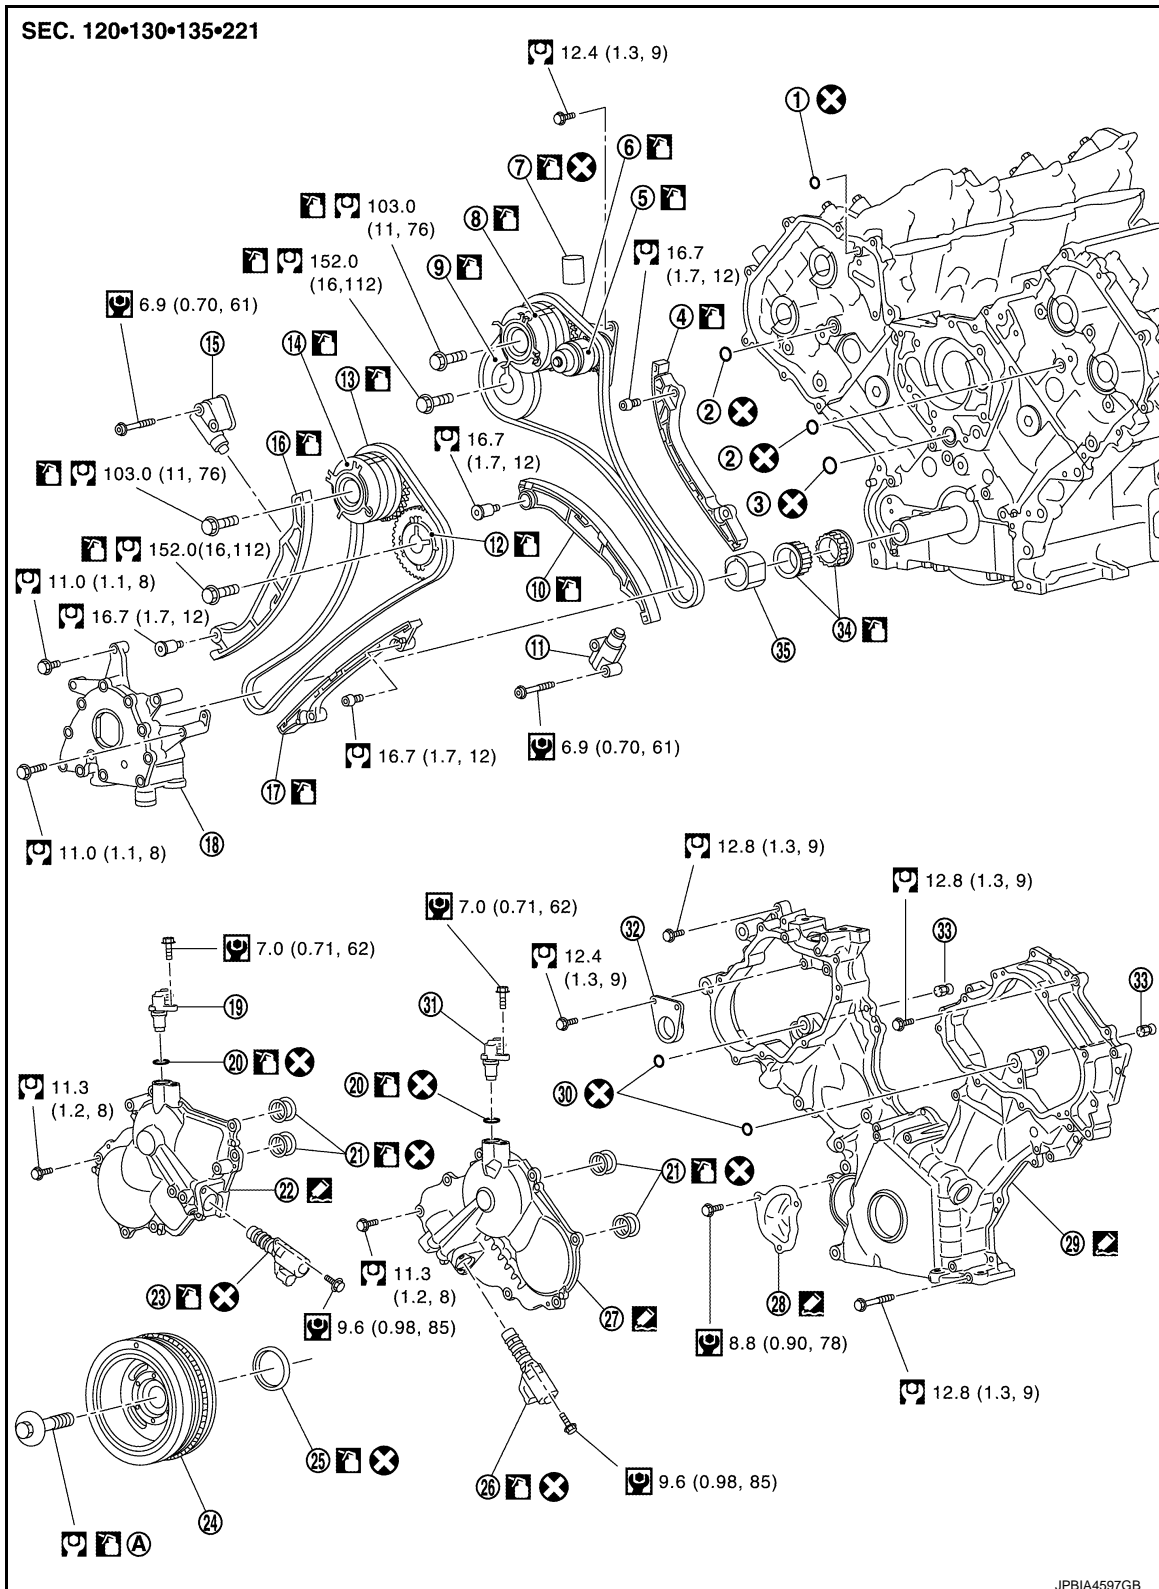 SEC. 120•130•135•221
12.4 (1.3, 9)
1
6
7
5
103.0
(11, 76)
8
16.7
(1.7, 12)
152.0
(16,112)
9
4
6.9 (0.70, 61)
15
14
13
2
16.7
(1.7, 12)
2
16
103.0 (11, 76)
3
12
152.0(16,112)
10
11.0 (1.1, 8)
16.7 (1.7, 12)
34
35
11
16.7 (1.7, 12)
6.9 (0.70, 61)
17
18
11.0 (1.1, 8)
12.8 (1.3, 9)
12.8 (1.3, 9)
7.0 (0.71, 62)
32
33
7.0 (0.71, 62)
12.4
(1.3, 9)
33
19
31
20
11.3
(1.2, 8)
20
30
21
21
22
29
11.3
(1.2, 8)
23
28
27
9.6 (0.98, 85)
8.8 (0.90, 78)
12.8 (1.3, 9)
25
26
9.6 (0.98, 85)
24
A
JPBIA4597GB